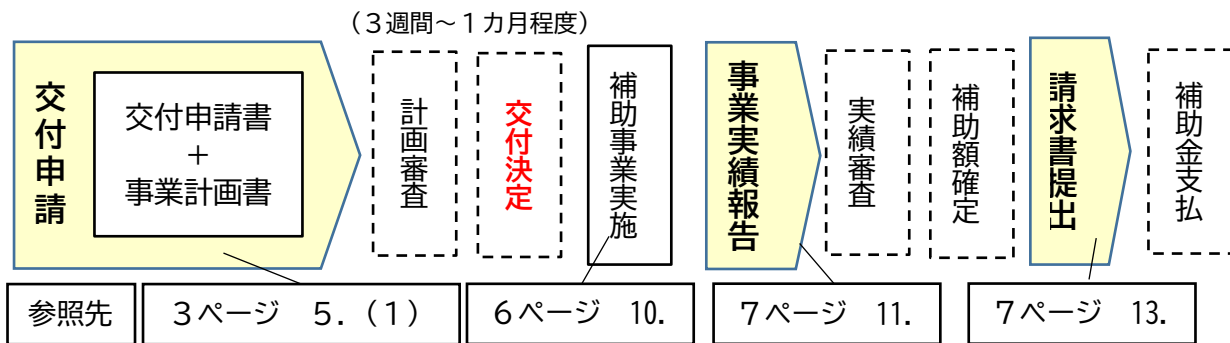 （３週間～１カ月程度）
交付申請
交付申請書
＋
事業計画書
計画審査
交付決定
補助事業実施
事業実績報告
実績審査
補助額確定
請求書提出
補助金支払
参照先
３ページ　５．（１）
６ページ　10．
７ページ　11．
７ページ　13．